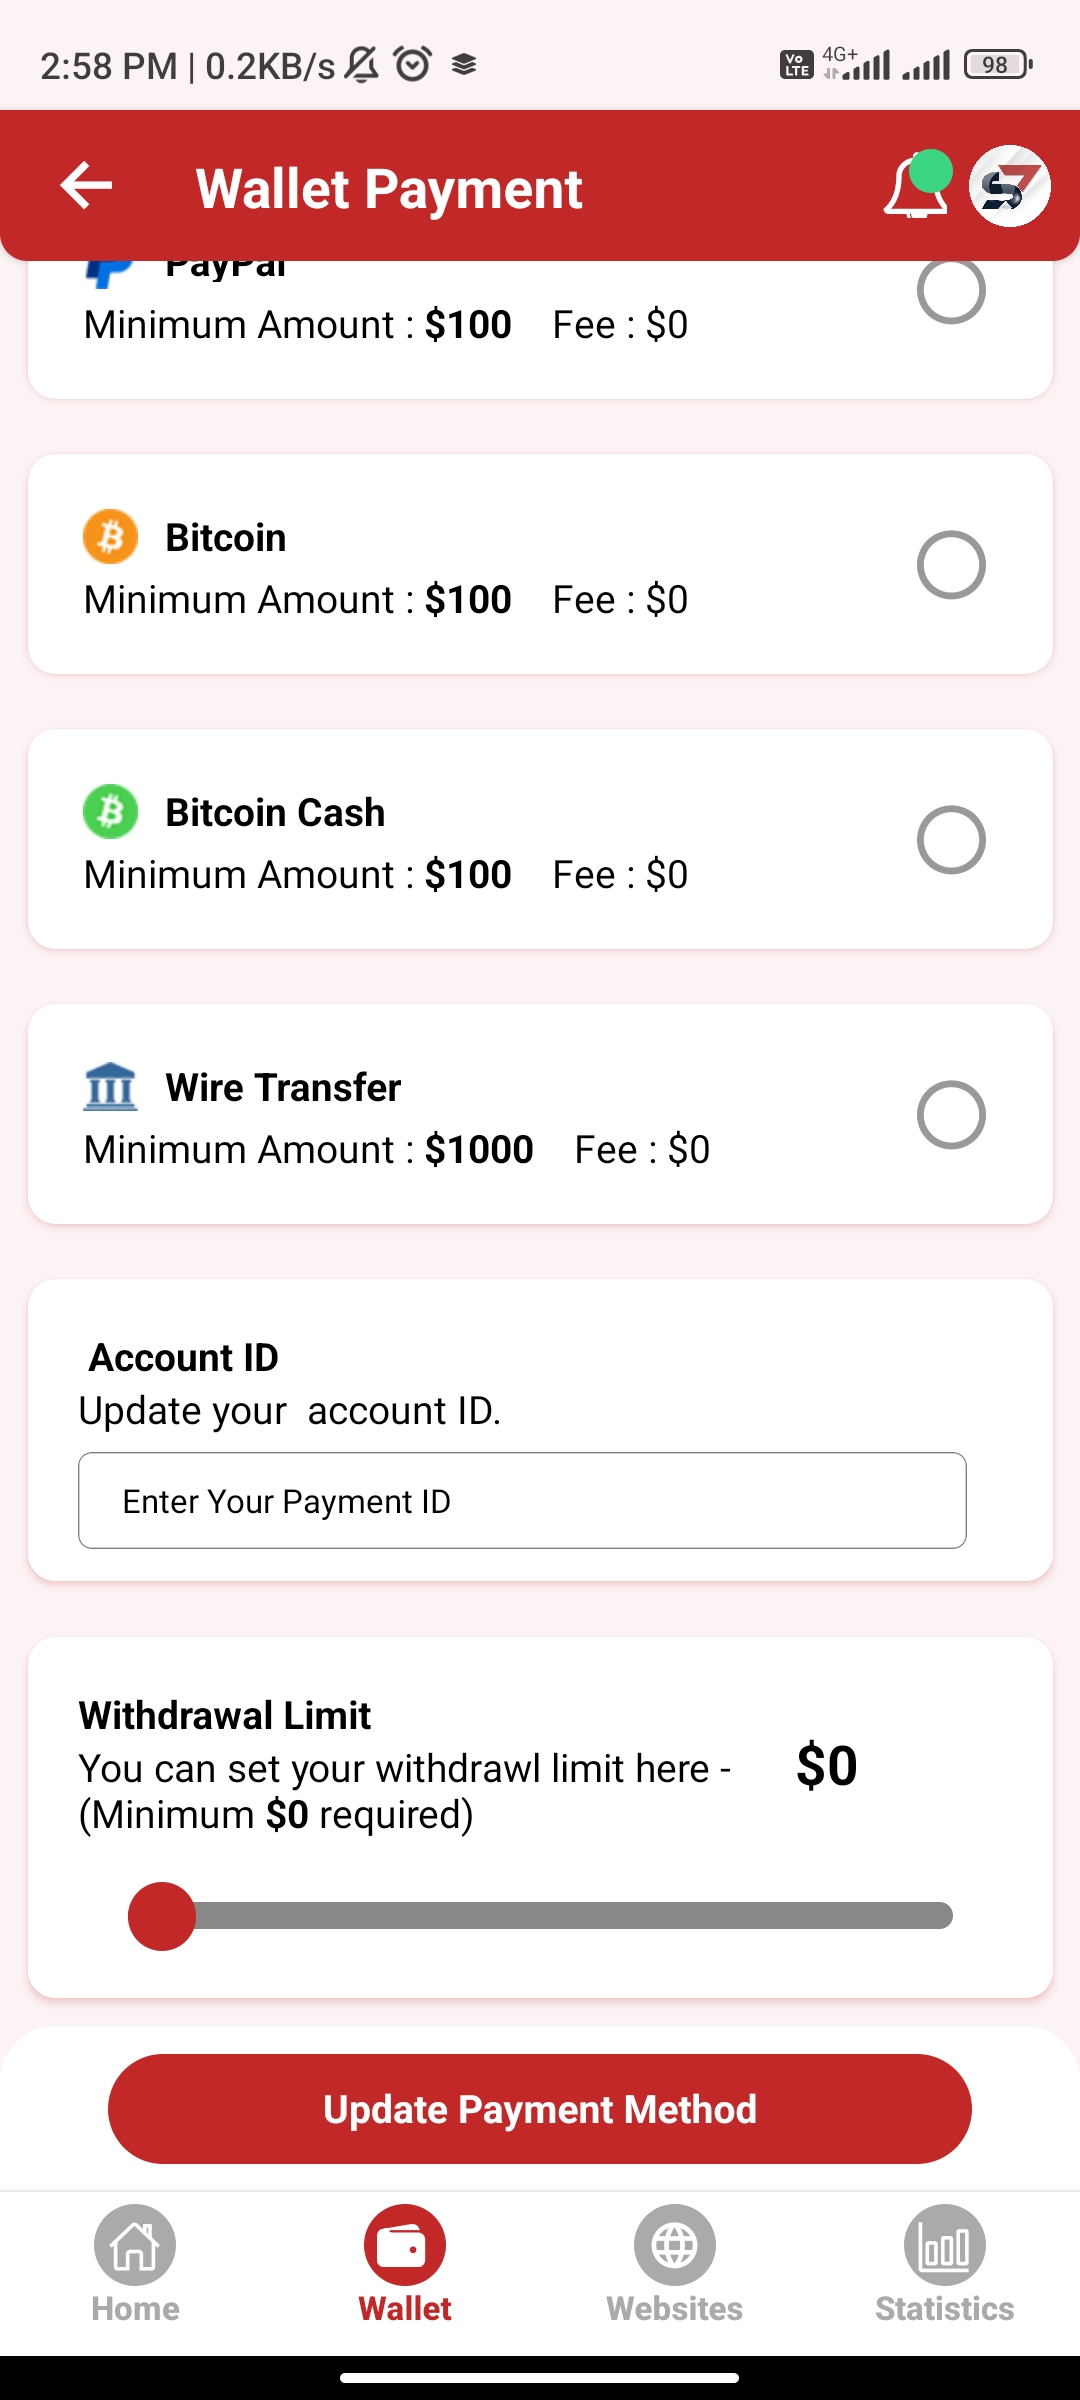 2:58 PM | 0.2KB/s
Vo LTE 4G+ 98
Wallet Payment
PayPal
Minimum Amount : $100 Fee : $0
Bitcoin
Minimum Amount : $100 Fee : $0
Bitcoin Cash
Minimum Amount : $100 Fee : $0
Wire Transfer
Minimum Amount : $1000 Fee : $0
Account ID
Update your account ID.
Enter Your Payment ID
Withdrawal Limit
You can set your withdrawl limit here - $0
(Minimum $0 required)
Update Payment Method
Home Wallet Websites Statistics